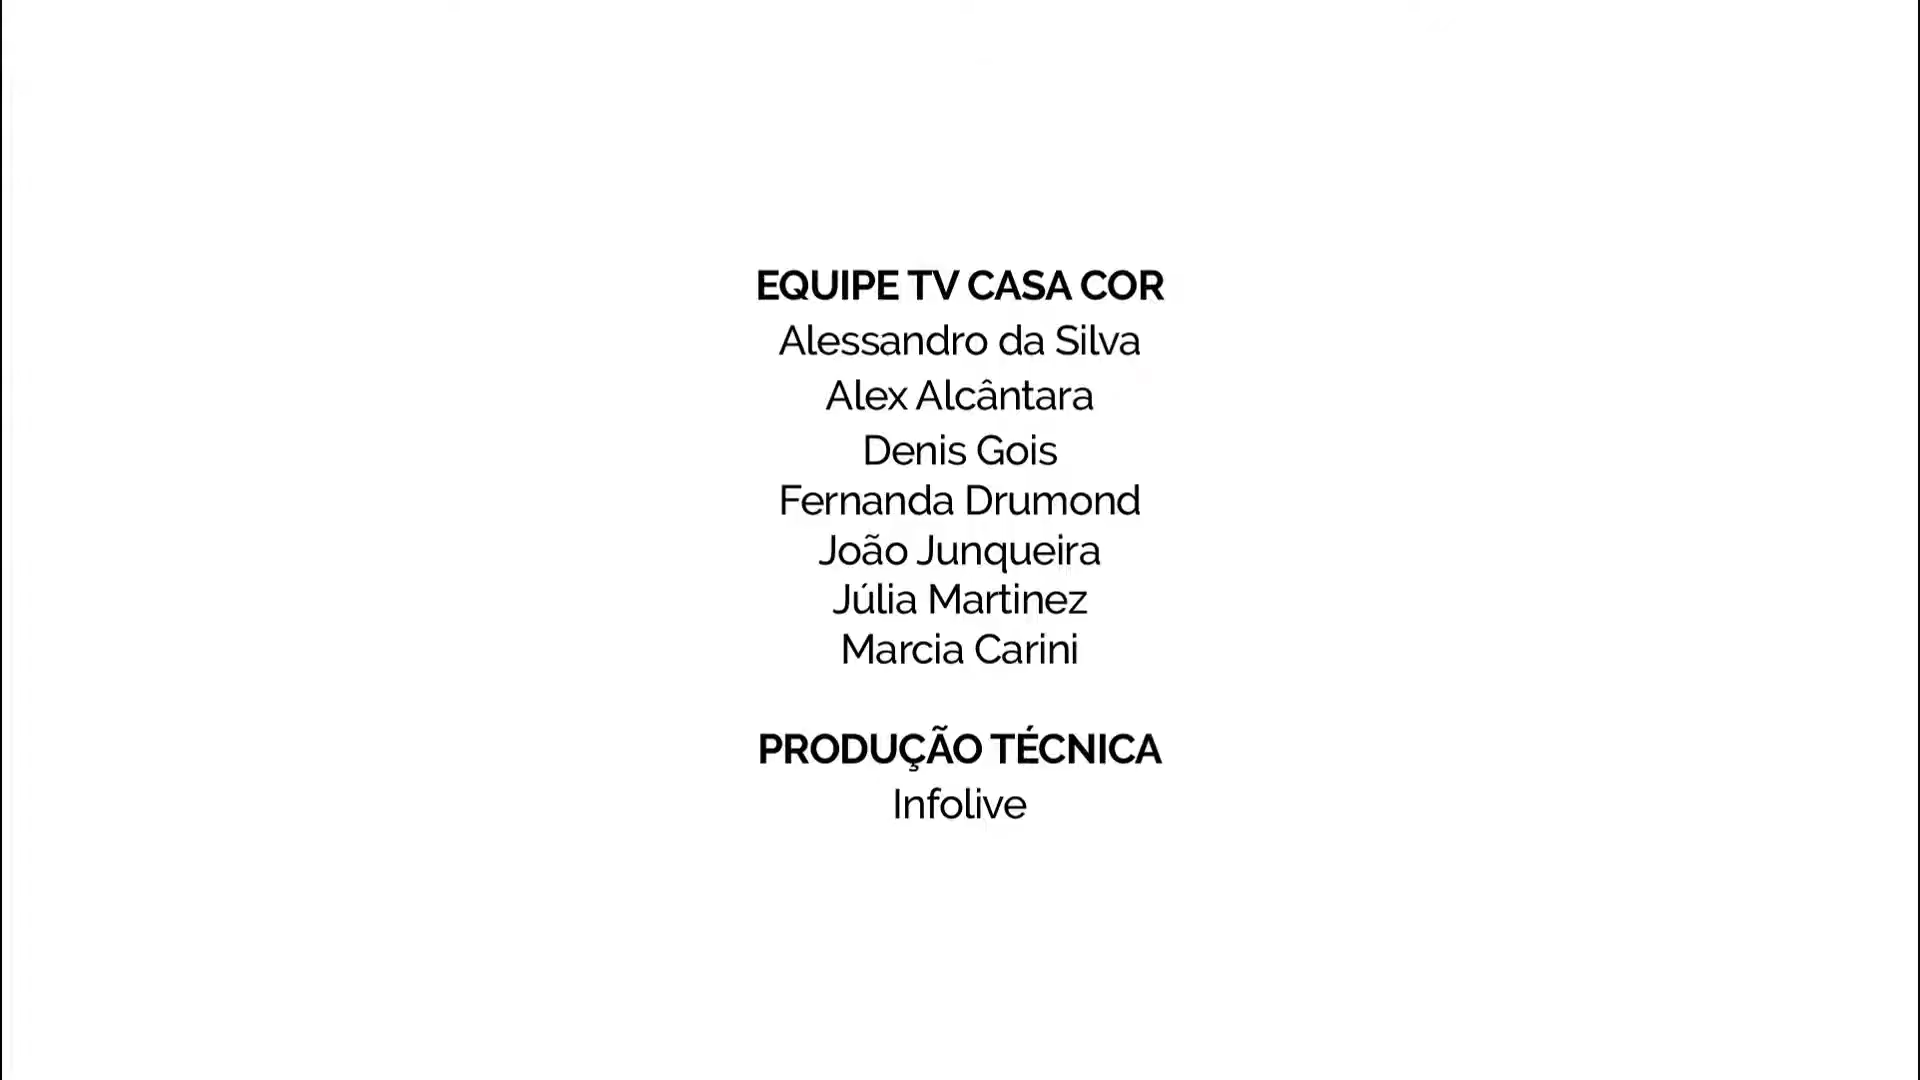 EQUIPE TV CASA COR
Alessandro da Silva
Alex Alcântara
Denis Gois
Fernanda Drumond
João Junqueira
Júlia Martinez
Marcia Carini
PRODUÇÃO TÉCNICA
Infolive